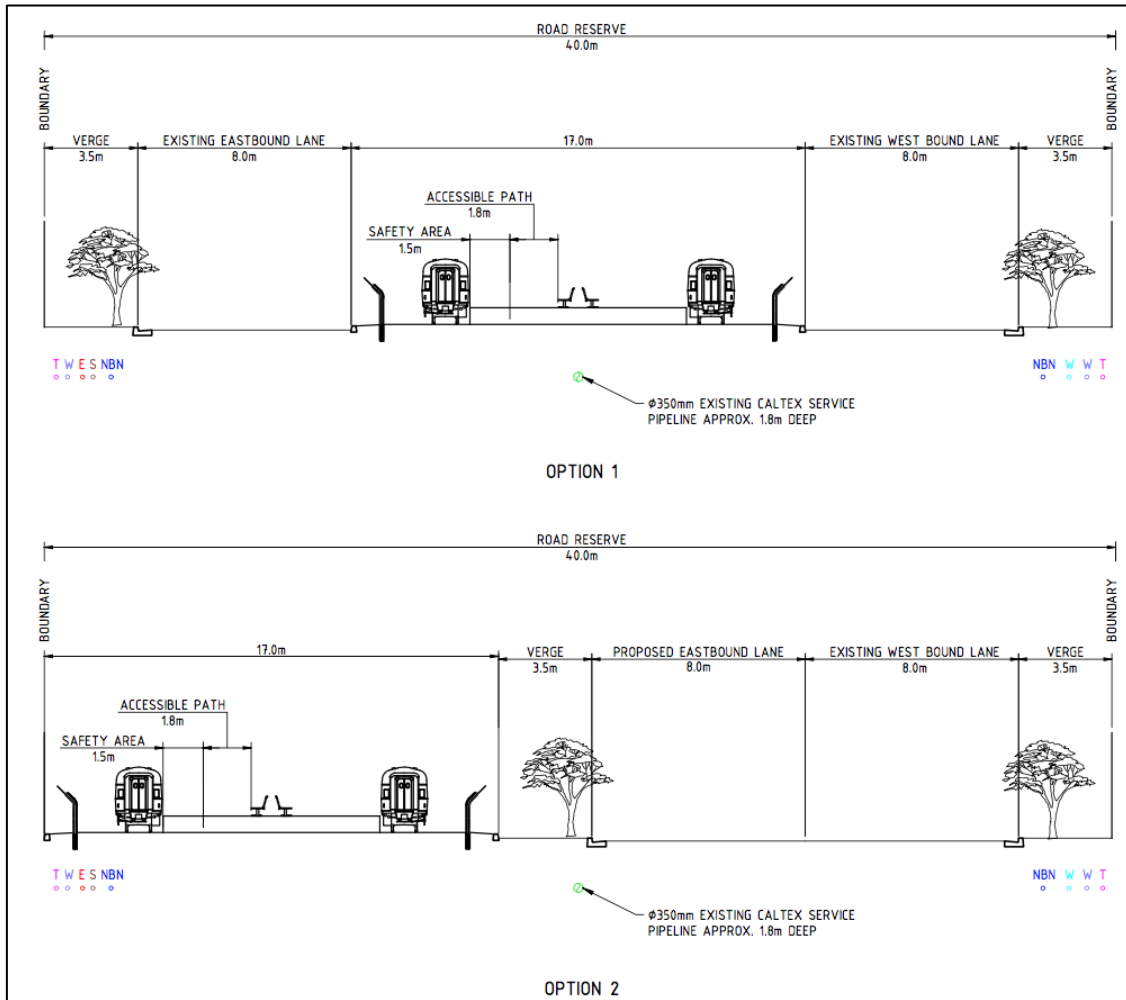 ROAD RESERVE
40.0m
BOUNDARY
BOUNDARY
VERGE
3.5m
EXISTING EASTBOUND LANE
8.0m
17.0m
EXISTING WEST BOUND LANE
8.0m
VERGE
3.5m
ACCESSIBLE PATH
1.8m
SAFETY AREA
1.5m
T W E S NBN
NBN W W T
Φ350mm EXISTING CALTEX SERVICE
PIPELINE APPROX. 1.8m DEEP
OPTION 1
ROAD RESERVE
40.0m
BOUNDARY
BOUNDARY
17.0m
VERGE
3.5m
PROPOSED EASTBOUND LANE
8.0m
EXISTING WEST BOUND LANE
8.0m
VERGE
3.5m
ACCESSIBLE PATH
1.8m
SAFETY AREA
1.5m
T W E S NBN
NBN W W T
Φ350mm EXISTING CALTEX SERVICE
PIPELINE APPROX. 1.8m DEEP
OPTION 2